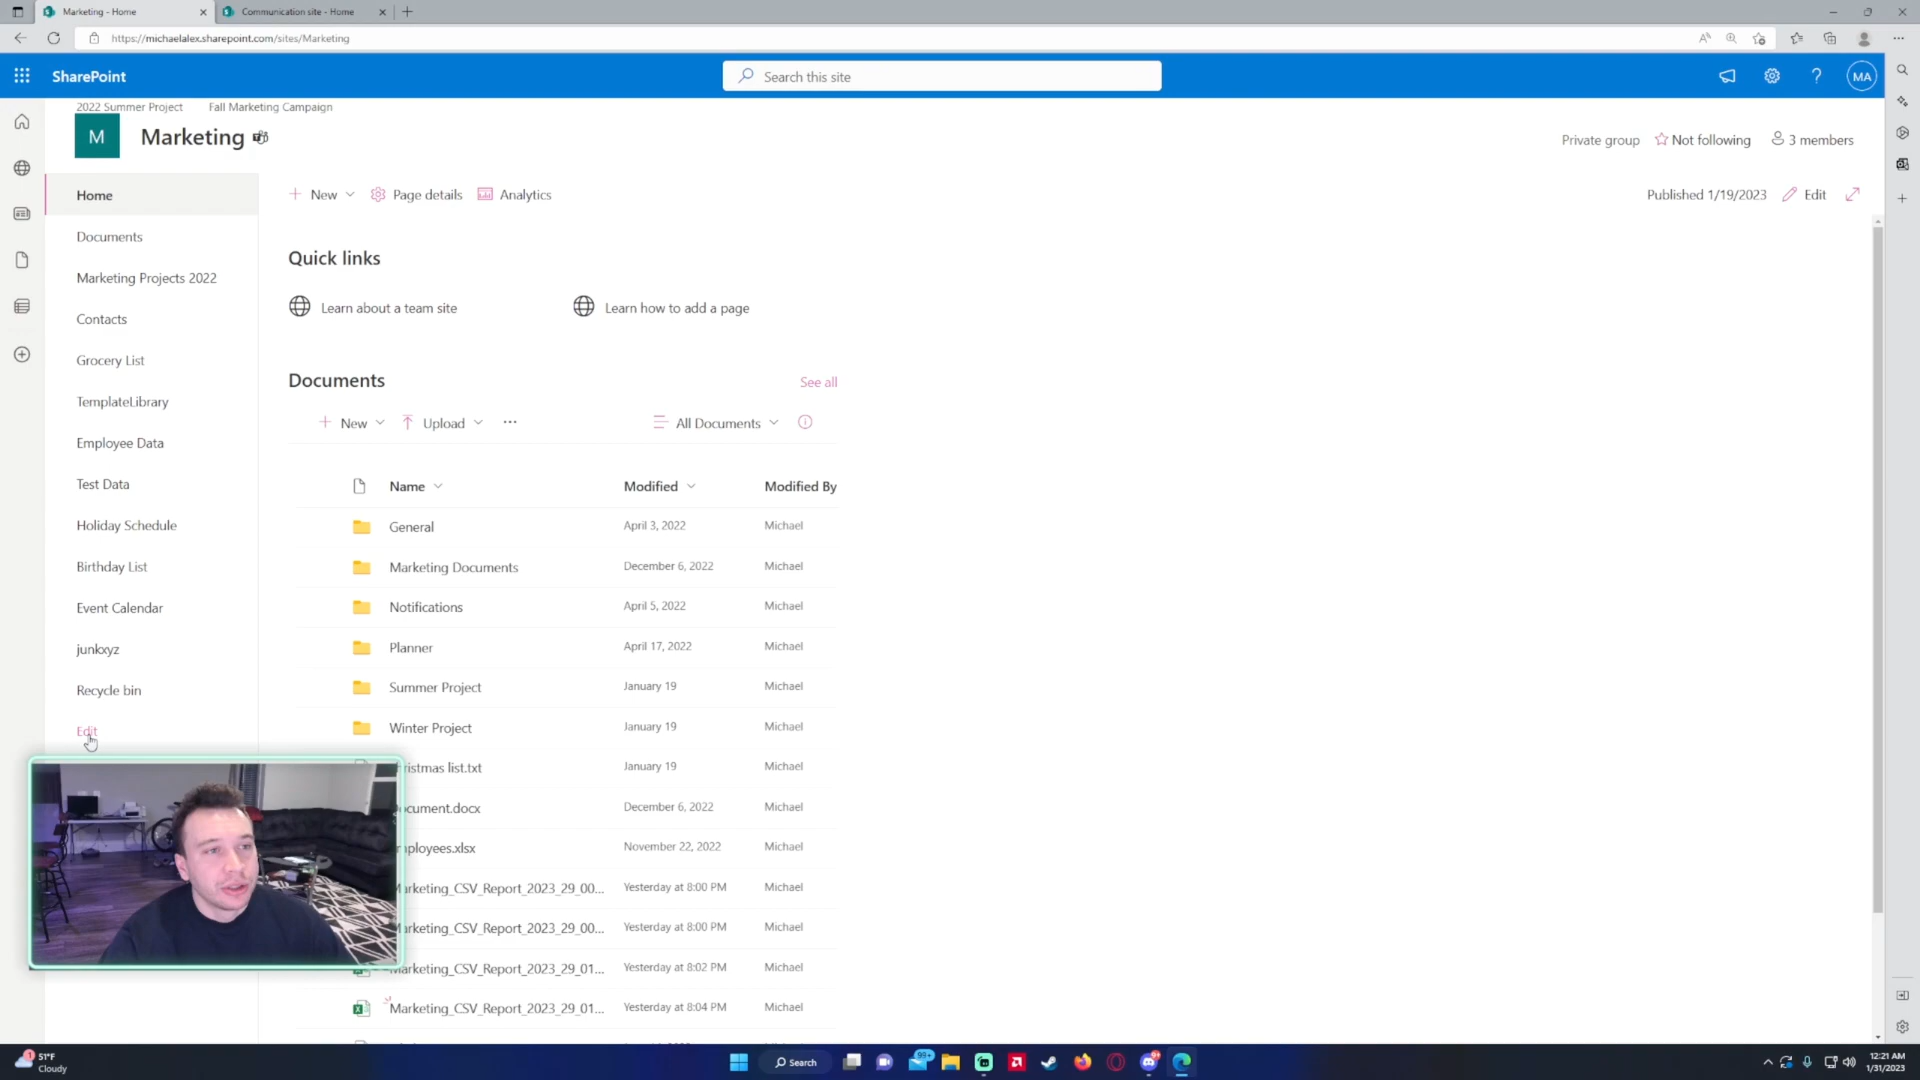 Marketing - Home
Communication site - Home
https://michaelalex.sharepoint.com/sites/Marketing
SharePoint
Search this site
MA
2022 Summer Project
Fall Marketing Campaign
M
Marketing
Private group
Not following
3 members
Home
New
Page details
Analytics
Published 1/19/2023
Edit
Documents
Marketing Projects 2022
Contacts
Grocery List
TemplateLibrary
Employee Data
Test Data
Holiday Schedule
Birthday List
Event Calendar
junkxyz
Recycle bin
Edit
Quick links
Learn about a team site
Learn how to add a page
Documents
See all
New
Upload
All Documents
Name
Modified
Modified By
General
April 3, 2022
Michael
Marketing Documents
December 6, 2022
Michael
Notifications
April 5, 2022
Michael
Planner
April 17, 2022
Michael
Summer Project
January 19
Michael
Winter Project
January 19
Michael
list.txt
January 19
Michael
December 6, 2022
Michael
November 22, 2022
Michael
Marketing_CSV_Report_2023_29_00...
Yesterday at 8:00 PM
Michael
Marketing_CSV_Report_2023_29_00...
Yesterday at 8:00 PM
Michael
Marketing_CSV_Report_2023_29_01...
Yesterday at 8:02 PM
Michael
Marketing_CSV_Report_2023_29_01...
Yesterday at 8:04 PM
Michael
1
51°F
Cloudy
Search
99+
12:21 AM
1/31/2023